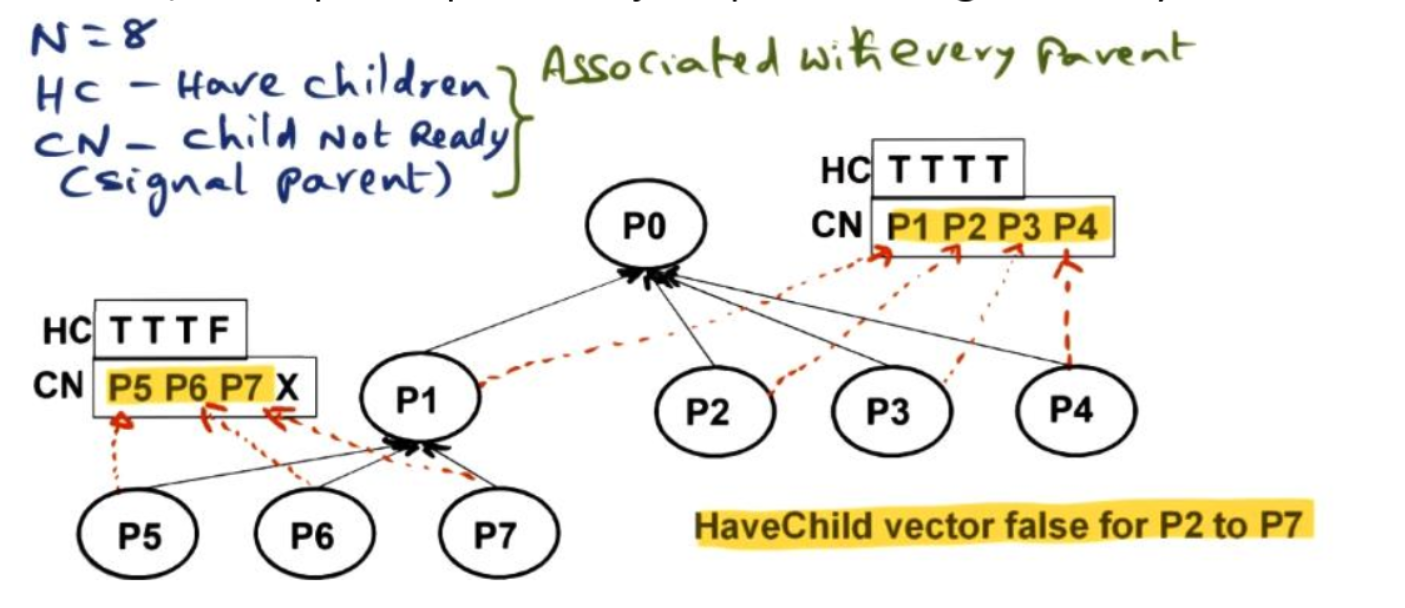 N = 8
HC - Have children
CN - child Not Ready
(signal parent)
Associated with every parent
HC T T T T
CN P1 P2 P3 P4
P0
HC T T T F
CN P5 P6 P7 X
P1
P2
P3
P4
P5
P6
P7
HaveChild vector false for P2 to P7